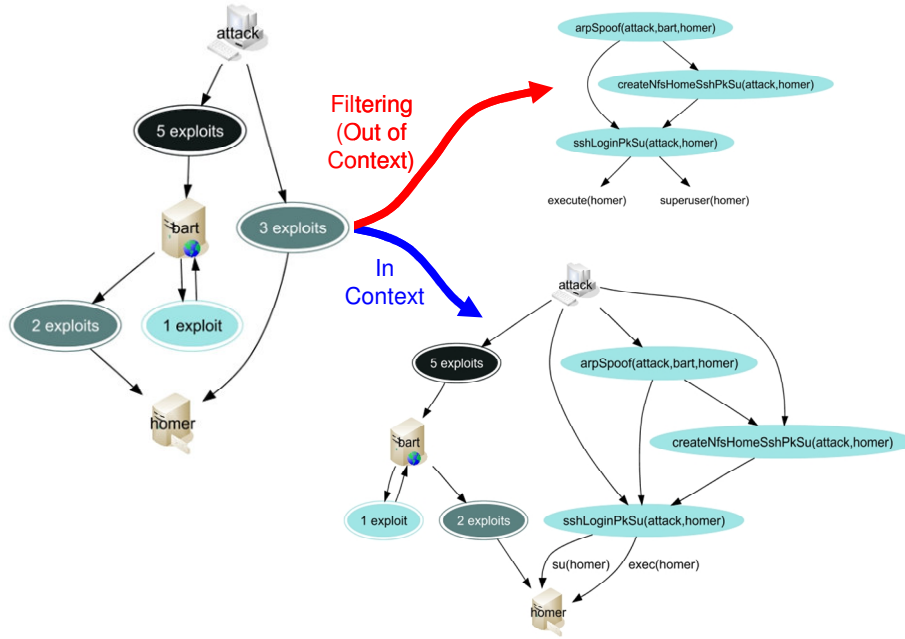 attack
5 exploits
bart
3 exploits
2 exploits
1 exploit
homer
Filtering
(Out of
Context)
In
Context
arpSpoof(attack,bart,homer)
createNfsHomeSshPkSu(attack,homer)
sshLoginPkSu(attack,homer)
execute(homer)
superuser(homer)
attack
5 exploits
arpSpoof(attack,bart,homer)
bart
createNfsHomeSshPkSu(attack,homer)
1 exploit
2 exploits
sshLoginPkSu(attack,homer)
su(homer)
exec(homer)
homer